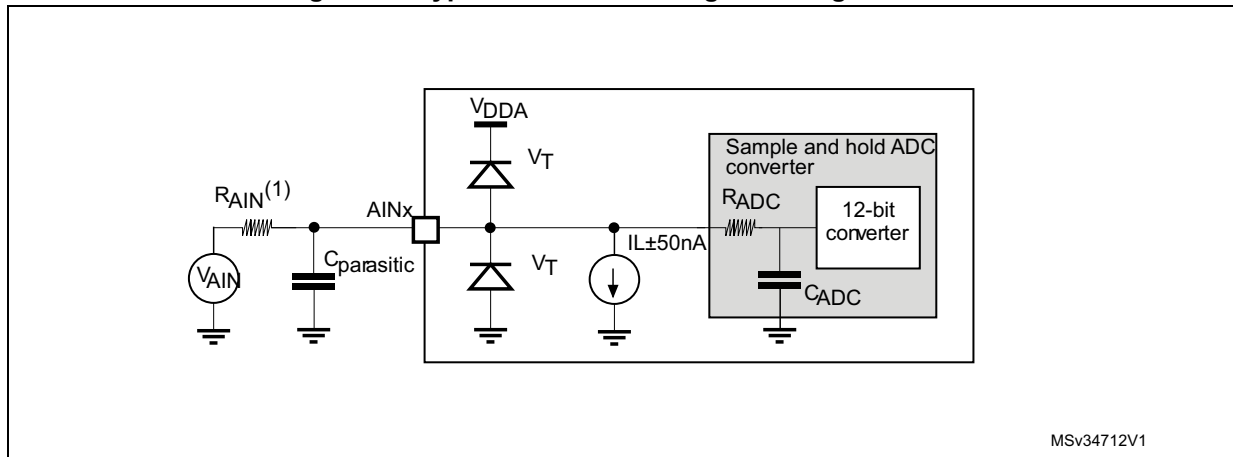 VDDA
VT
Sample and hold ADC
converter
RAIN(1)
AINx
RADC
12-bit
converter
IL±50nA
VAIN
Cparasitic
VT
CADC
MSv34712V1